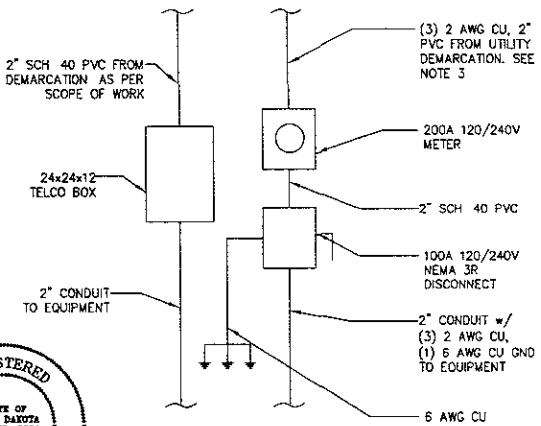 2" SCH 40 PVC FROM
DEMARCATION AS PER
SCOPE OF WORK
24x24x12
TELCO BOX
2" CONDUIT
TO EQUIPMENT
(3) 2 AWG CU, 2"
PVC FROM UTILITY
DEMARCATION. SEE
NOTE 3
200A 120/240V
METER
2" SCH 40 PVC
100A 120/240V
NEMA 3R
DISCONNECT
2" CONDUIT w/
(3) 2 AWG CU,
(1) 6 AWG CU GND
TO EQUIPMENT
6 AWG CU
DAKOTA